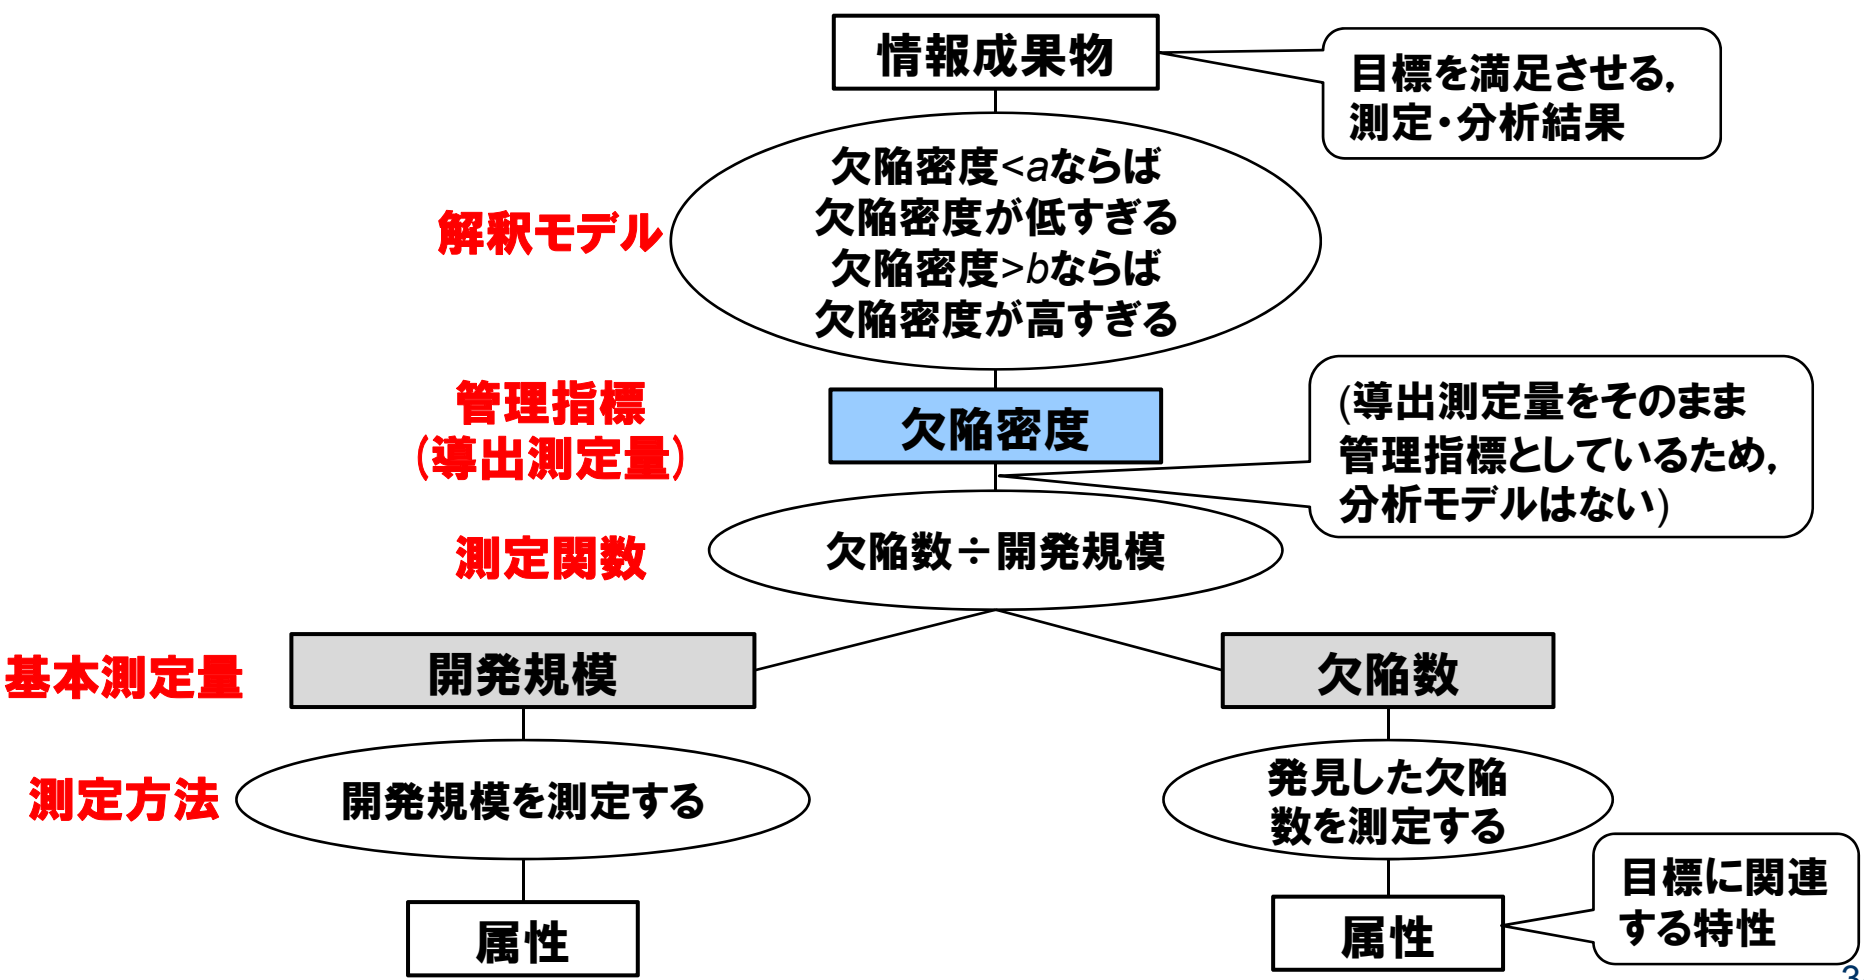 情報成果物
目標を満足させる,
測定・分析結果
欠陥密度<aならば
欠陥密度が低すぎる
欠陥密度>bならば
欠陥密度が高すぎる
解釈モデル
管理指標
(導出測定量)
欠陥密度
(導出測定量をそのまま
管理指標としているため,
分析モデルはない)
測定関数
欠陥数÷開発規模
基本測定量
開発規模
欠陥数
測定方法
開発規模を測定する
発見した欠陥
数を測定する
属性
属性
目標に関連
する特性
3